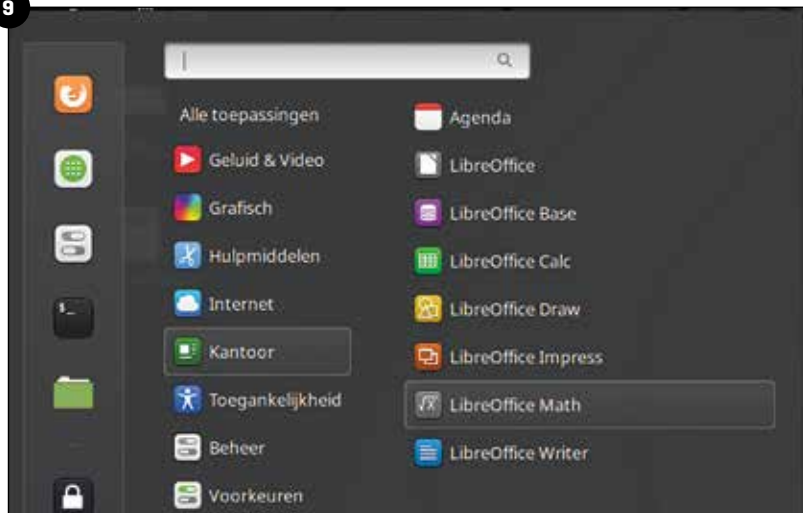 9
Alle toepassingen
Geluid & Video
Grafisch
Hulpmiddelen
Internet
Kantoor
Toegankelijkheid
Beheer
Voorkeuren
Agenda
LibreOffice
LibreOffice Base
LibreOffice Calc
LibreOffice Draw
LibreOffice Impress
LibreOffice Math
LibreOffice Writer
$_
√x